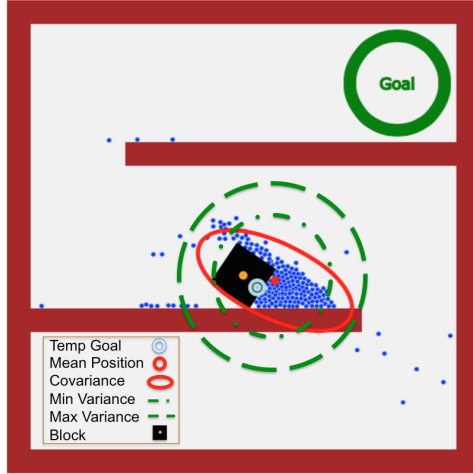 Goal
Temp Goal
Mean Position
Covariance
Min Variance
Max Variance
Block